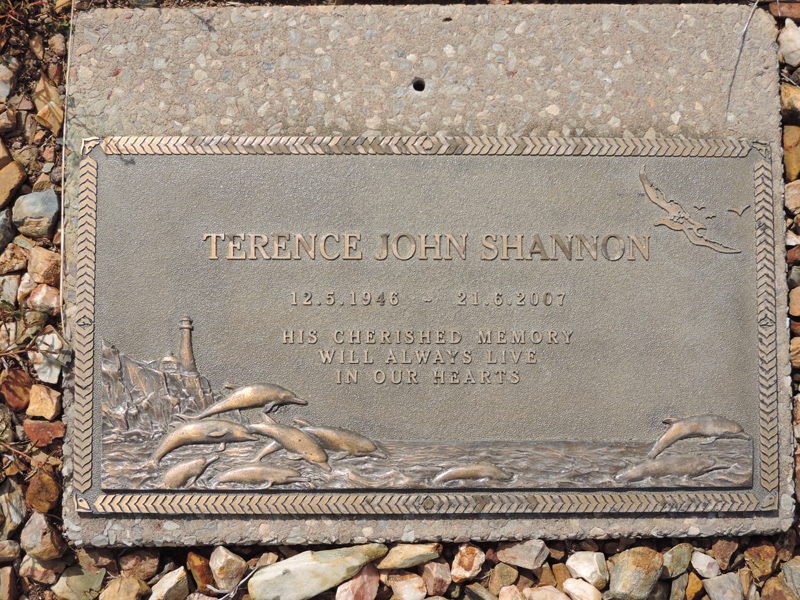 TERENCE JOHN SHANNON
12.5.1946 ~ 21.6.2007
HIS CHERISHED MEMORY
WILL ALWAYS LIVE
IN OUR HEARTS